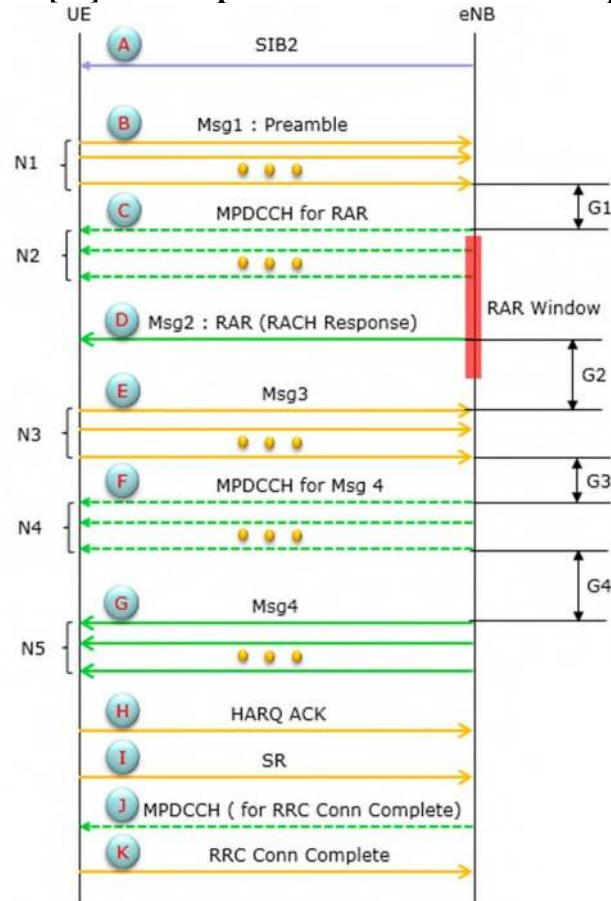 UE eNB
A SIB2
B Msg1 : Preamble
N1
G1
C MPDCCH for RAR
N2
RAR Window
D Msg2 : RAR (RACH Response)
G2
E Msg3
N3
G3
F MPDCCH for Msg 4
N4
G4
G Msg4
N5
H HARQ ACK
I SR
J MPDCCH ( for RRC Conn Complete)
K RRC Conn Complete